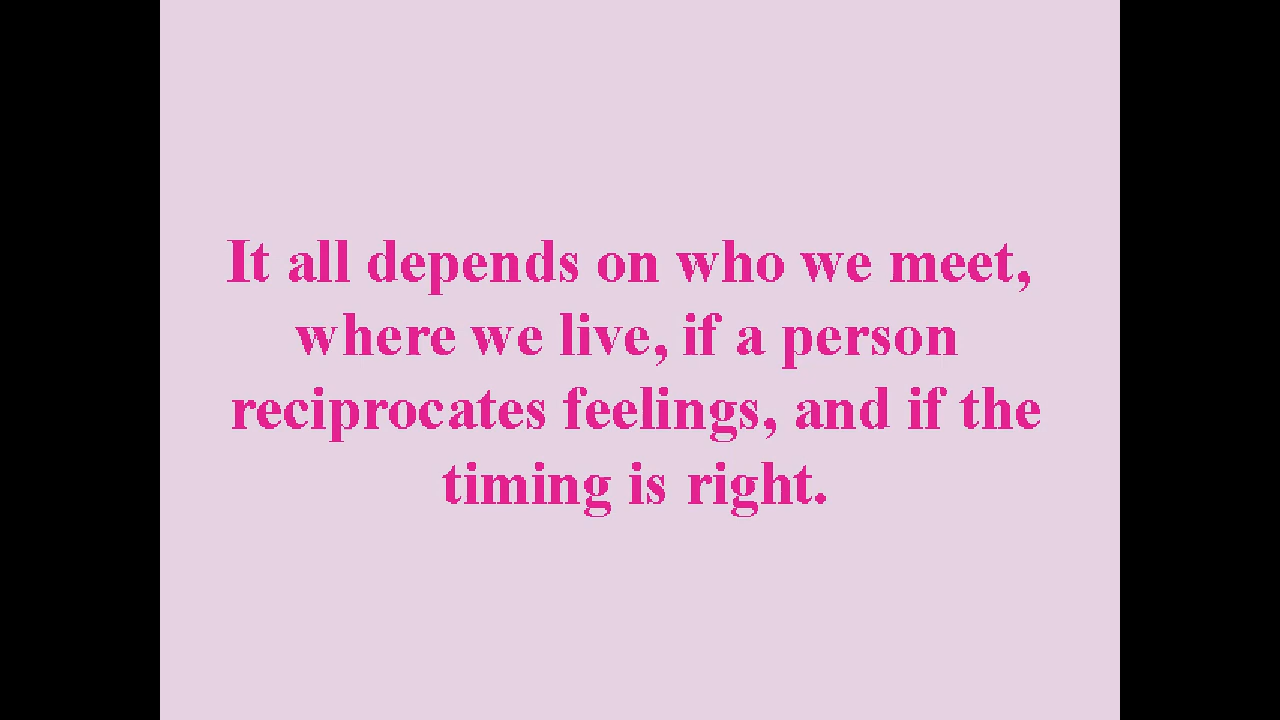 It all depends on who we meet,
where we live, if a person
reciprocates feelings, and if the
timing is right.